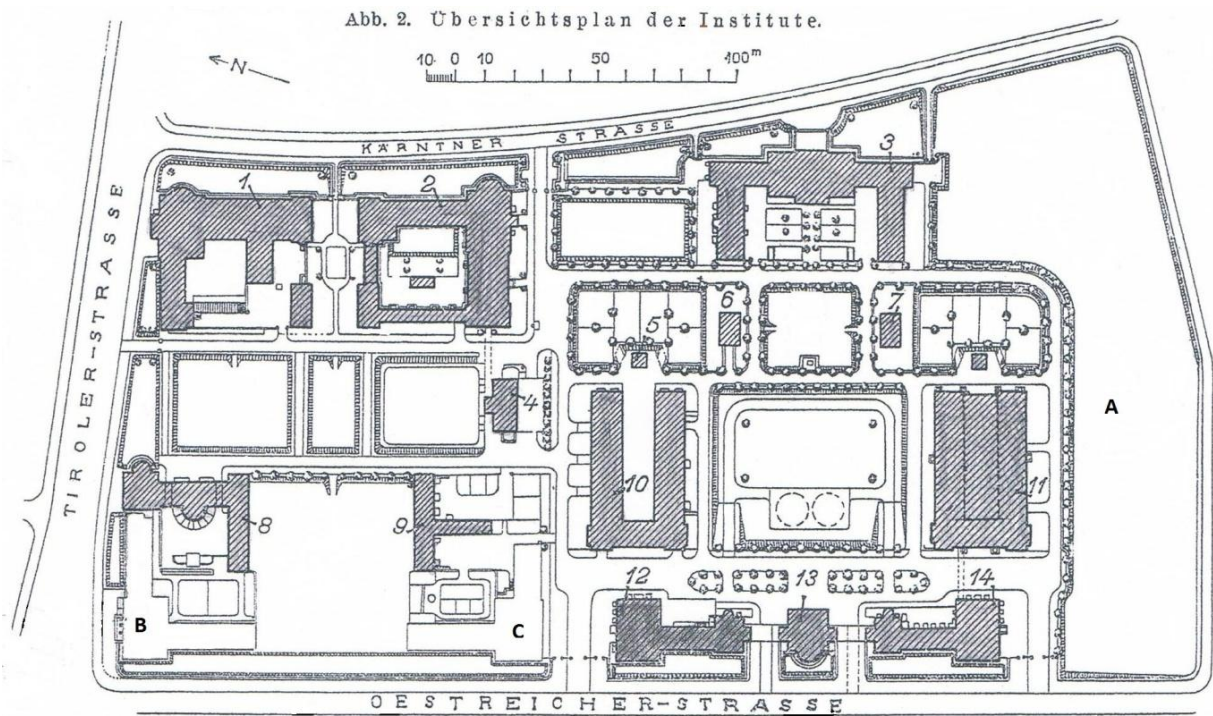 Abb. 2. Übersichtsplan der Institute.
N
10 0 10 50 100m
KÄRNTNER STRASSE
TIROLER-STRASSE
1
2
3
4
5
6
7
8
9
10
11
12
13
14
A
B
C
OESTREICHER-STRASSE